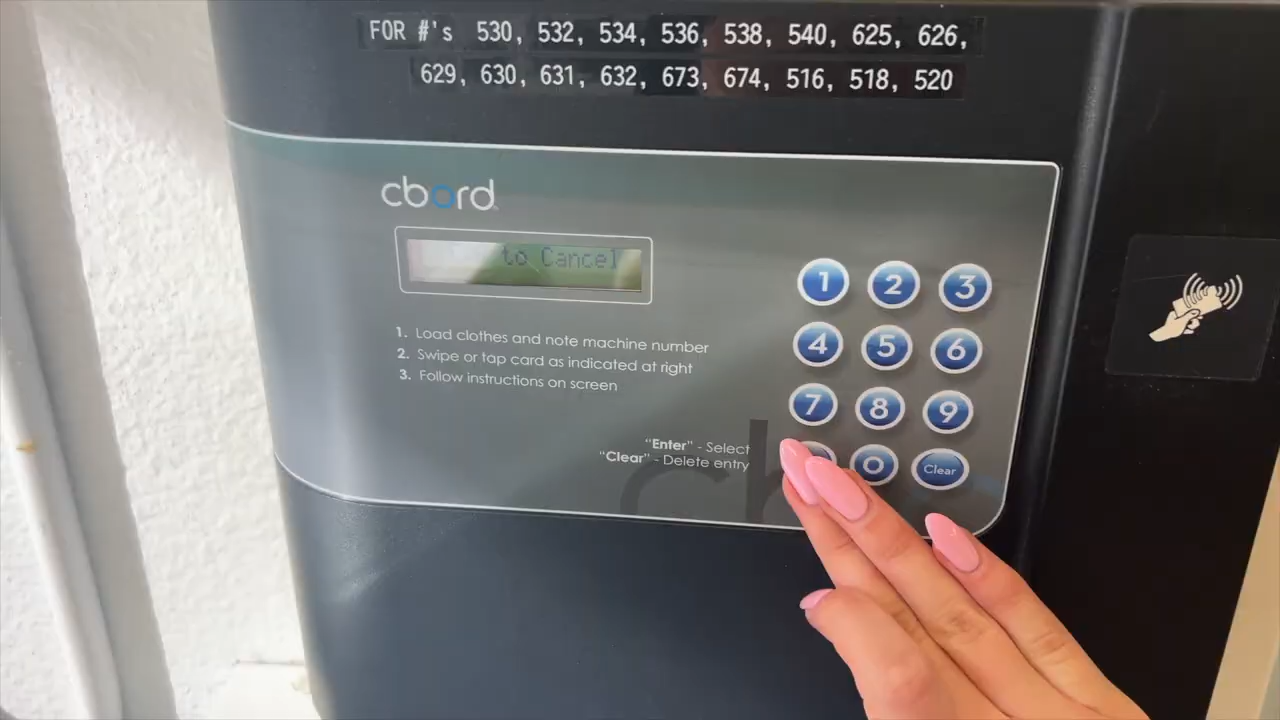 FOR #'s 530, 532, 534, 536, 538, 540, 625, 626,
629, 630, 631, 632, 673, 674, 516, 518, 520
cbord
to Cancel
1. Load clothes and note machine number
2. Swipe or tap card as indicated at right
3. Follow instructions on screen
"Enter" - Select
"Clear" - Delete entry
1 2 3
4 5 6
7 8 9
0 Clear